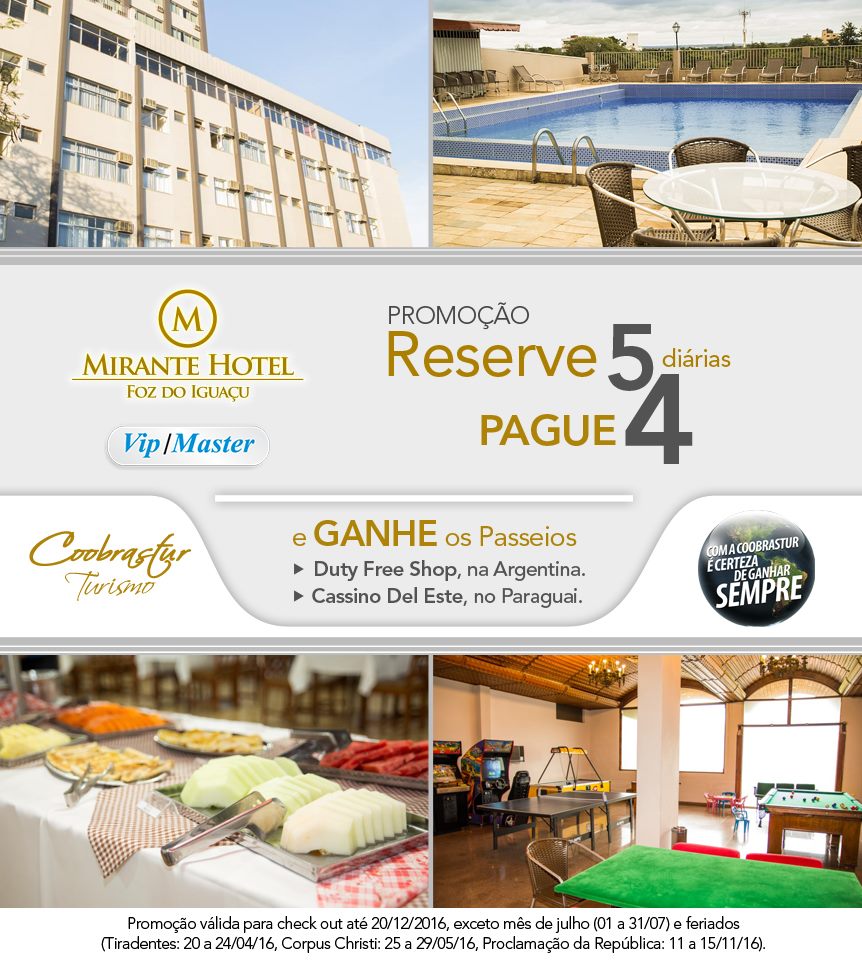 M
MIRANTE HOTEL
FOZ DO IGUAÇU
Vip/Master
PROMOÇÃO
Reserve 5 diárias
PAGUE 4
Coobrastur
Turismo
e GANHE os Passeios
Duty Free Shop, na Argentina.
Cassino Del Este, no Paraguai.
COM A COOBRASTUR
É CERTEZA
DE GANHAR
SEMPRE
Promoção válida para check out até 20/12/2016, exceto mês de julho (01 a 31/07) e feriados
(Tiradentes: 20 a 24/04/16, Corpus Christi: 25 a 29/05/16, Proclamação da República: 11 a 15/11/16).